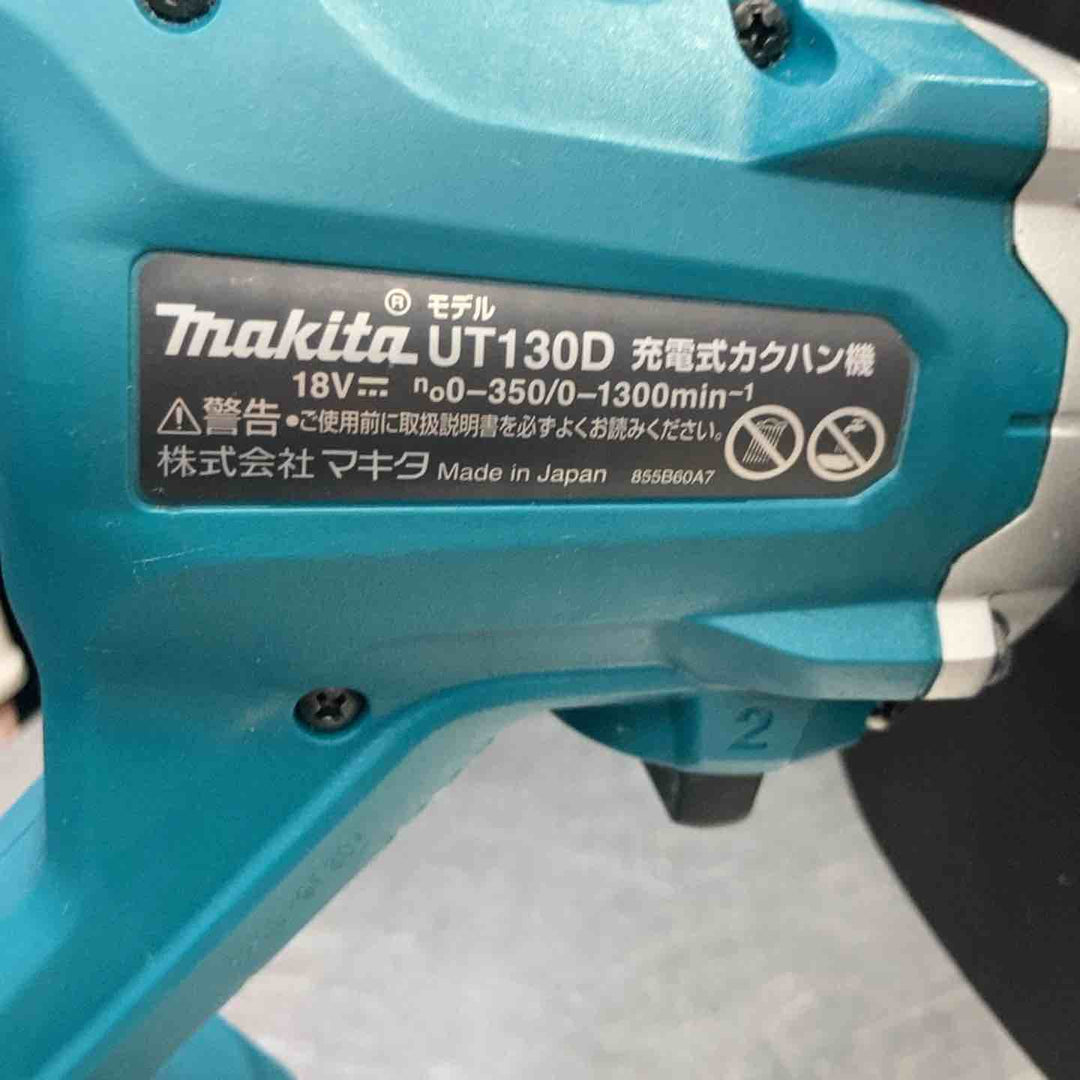 makita® モデル UT130D 充電式カクハン機
18V⎓ n₀0-350/0-1300min⁻¹
⚠警告 •ご使用前に取扱説明書を必ずよくお読みください。
株式会社 マキタ Made in Japan 855B60A7
2